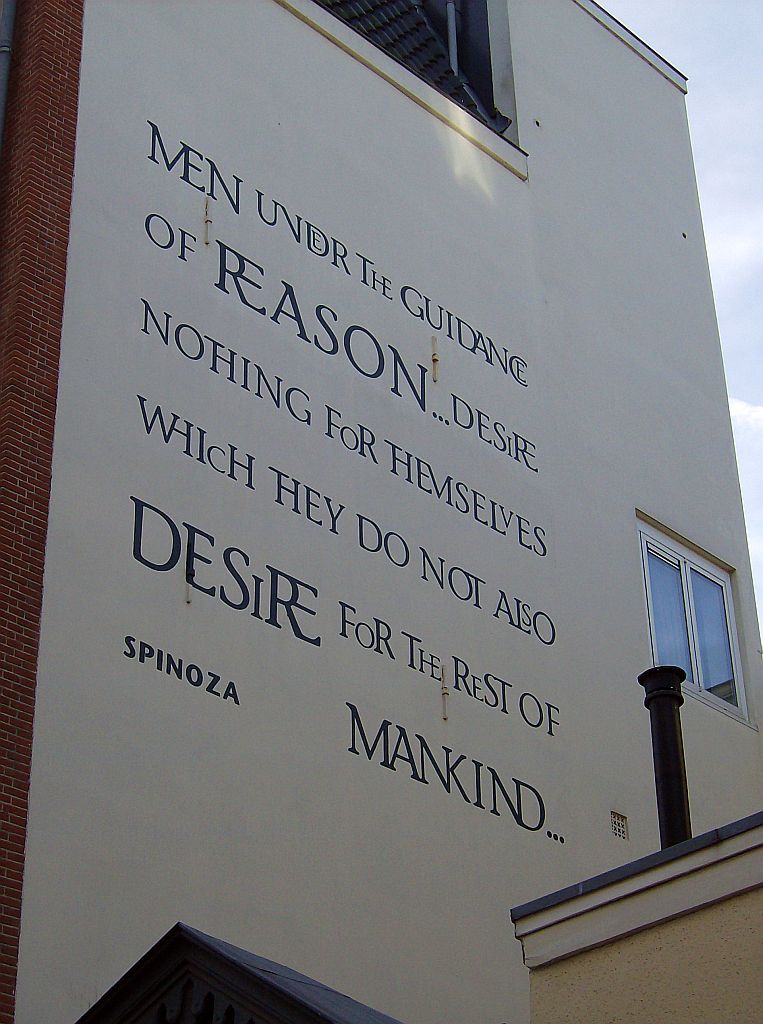 MEN UNDER THE GUIDANCE
OF REASON... DESIRE
NOTHING FOR THEMSELVES
WHICH THEY DO NOT ALSO
DESIRE FOR THE REST OF
SPINOZA
MANKIND...